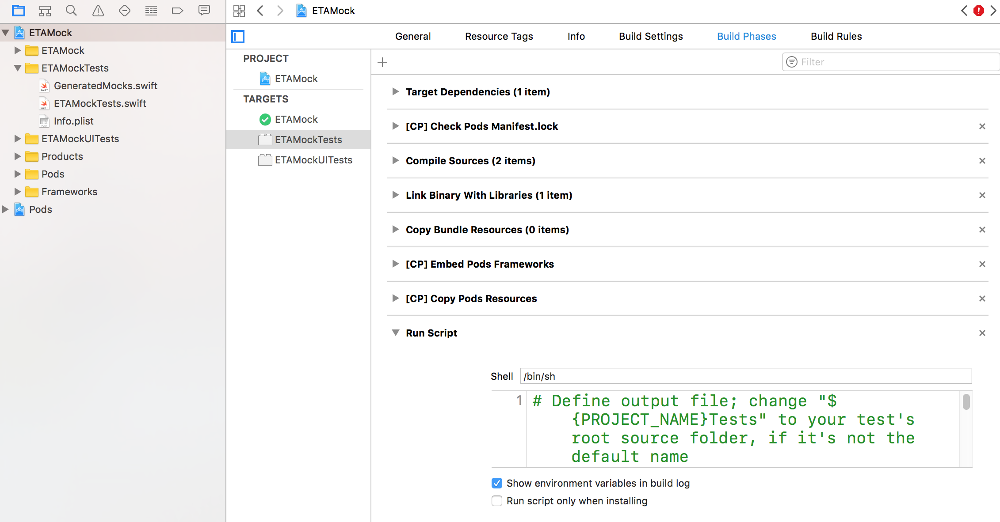 ETAMock
ETAMock
ETAMock
ETAMockTests
GeneratedMocks.swift
ETAMockTests.swift
Info.plist
ETAMockUITests
Products
Pods
Frameworks
Pods
General
Resource Tags
Info
Build Settings
Build Phases
Build Rules
PROJECT
ETAMock
TARGETS
ETAMock
ETAMockTests
ETAMockUITests
Filter
Target Dependencies (1 item)
[CP] Check Pods Manifest.lock
Compile Sources (2 items)
Link Binary With Libraries (1 item)
Copy Bundle Resources (0 items)
[CP] Embed Pods Frameworks
[CP] Copy Pods Resources
Run Script
Shell /bin/sh
1 # Define output file; change "$
{PROJECT_NAME}Tests" to your test's
root source folder, if it's not the
default name
Show environment variables in build log
Run script only when installing